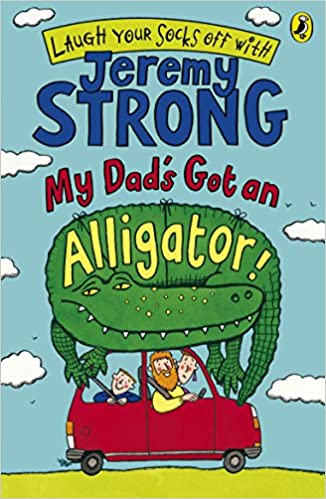 LAUGH YOUR SOCKS OFF WITH
Jeremy
STRONG
My Dad's Got an
Alligator!